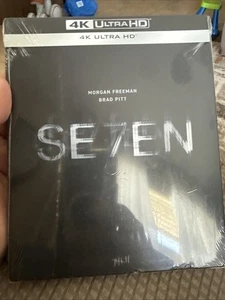 4K ULTRA HD
4K ULTRA HD
MORGAN FREEMAN
BRAD PITT
SE7EN